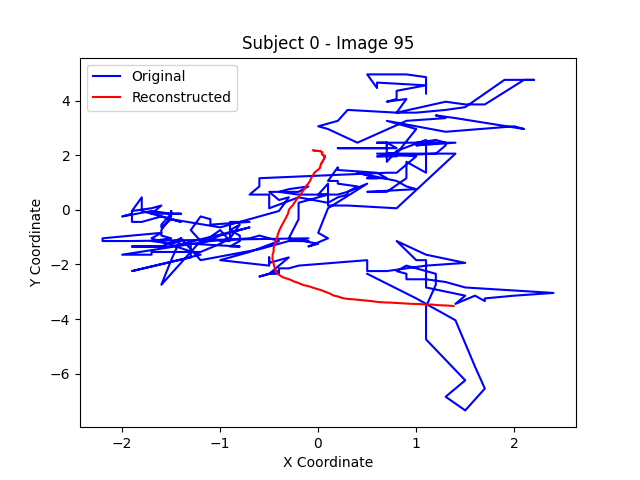 Subject 0 - Image 95
Original
Reconstructed
Y Coordinate
4
2
0
−2
−4
−6
−2
−1
0
1
2
X Coordinate